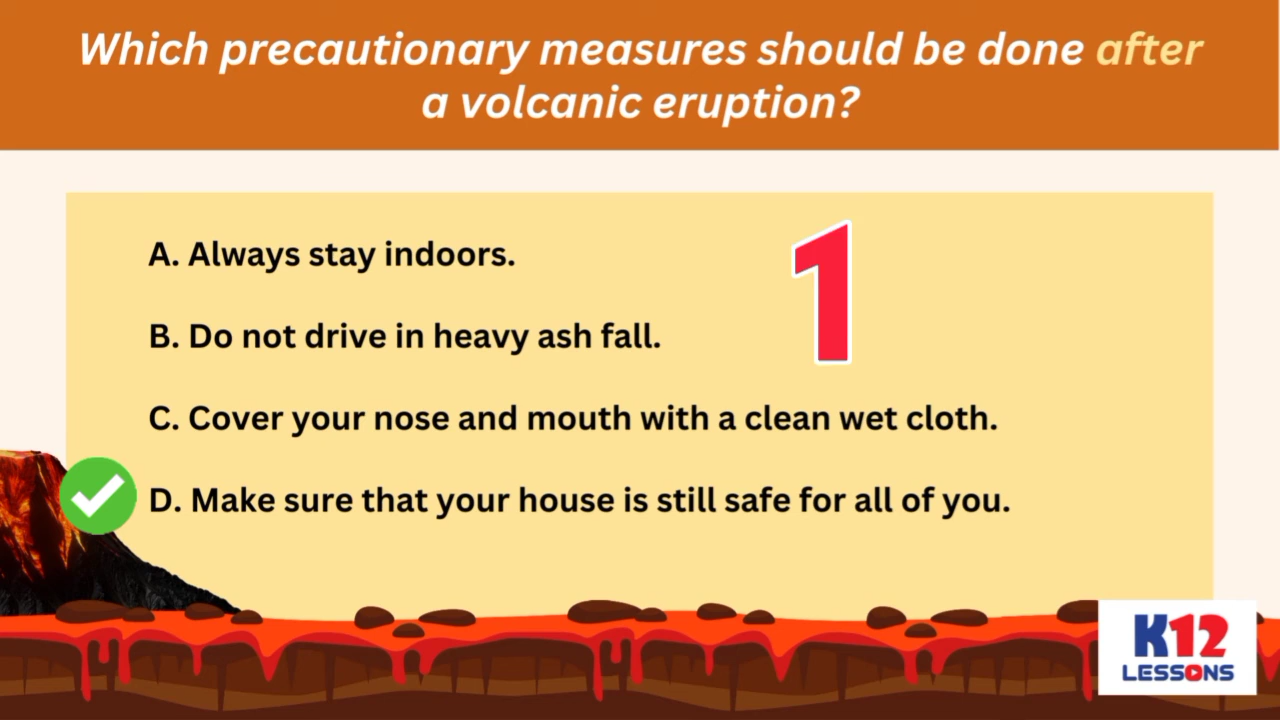 Which precautionary measures should be done after
a volcanic eruption?
A. Always stay indoors.
1
B. Do not drive in heavy ash fall.
C. Cover your nose and mouth with a clean wet cloth.
D. Make sure that your house is still safe for all of you.
K12
LESSONS